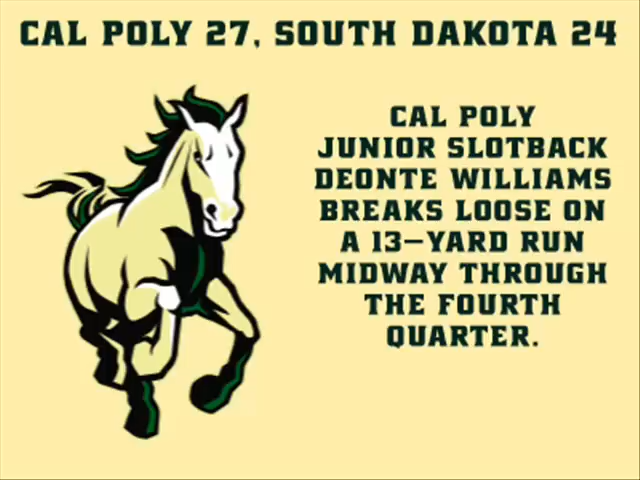 CAL POLY 27, SOUTH DAKOTA 24
CAL POLY
JUNIOR SLOTBACK
DEONTE WILLIAMS
BREAKS LOOSE ON
A 13-YARD RUN
MIDWAY THROUGH
THE FOURTH
QUARTER.